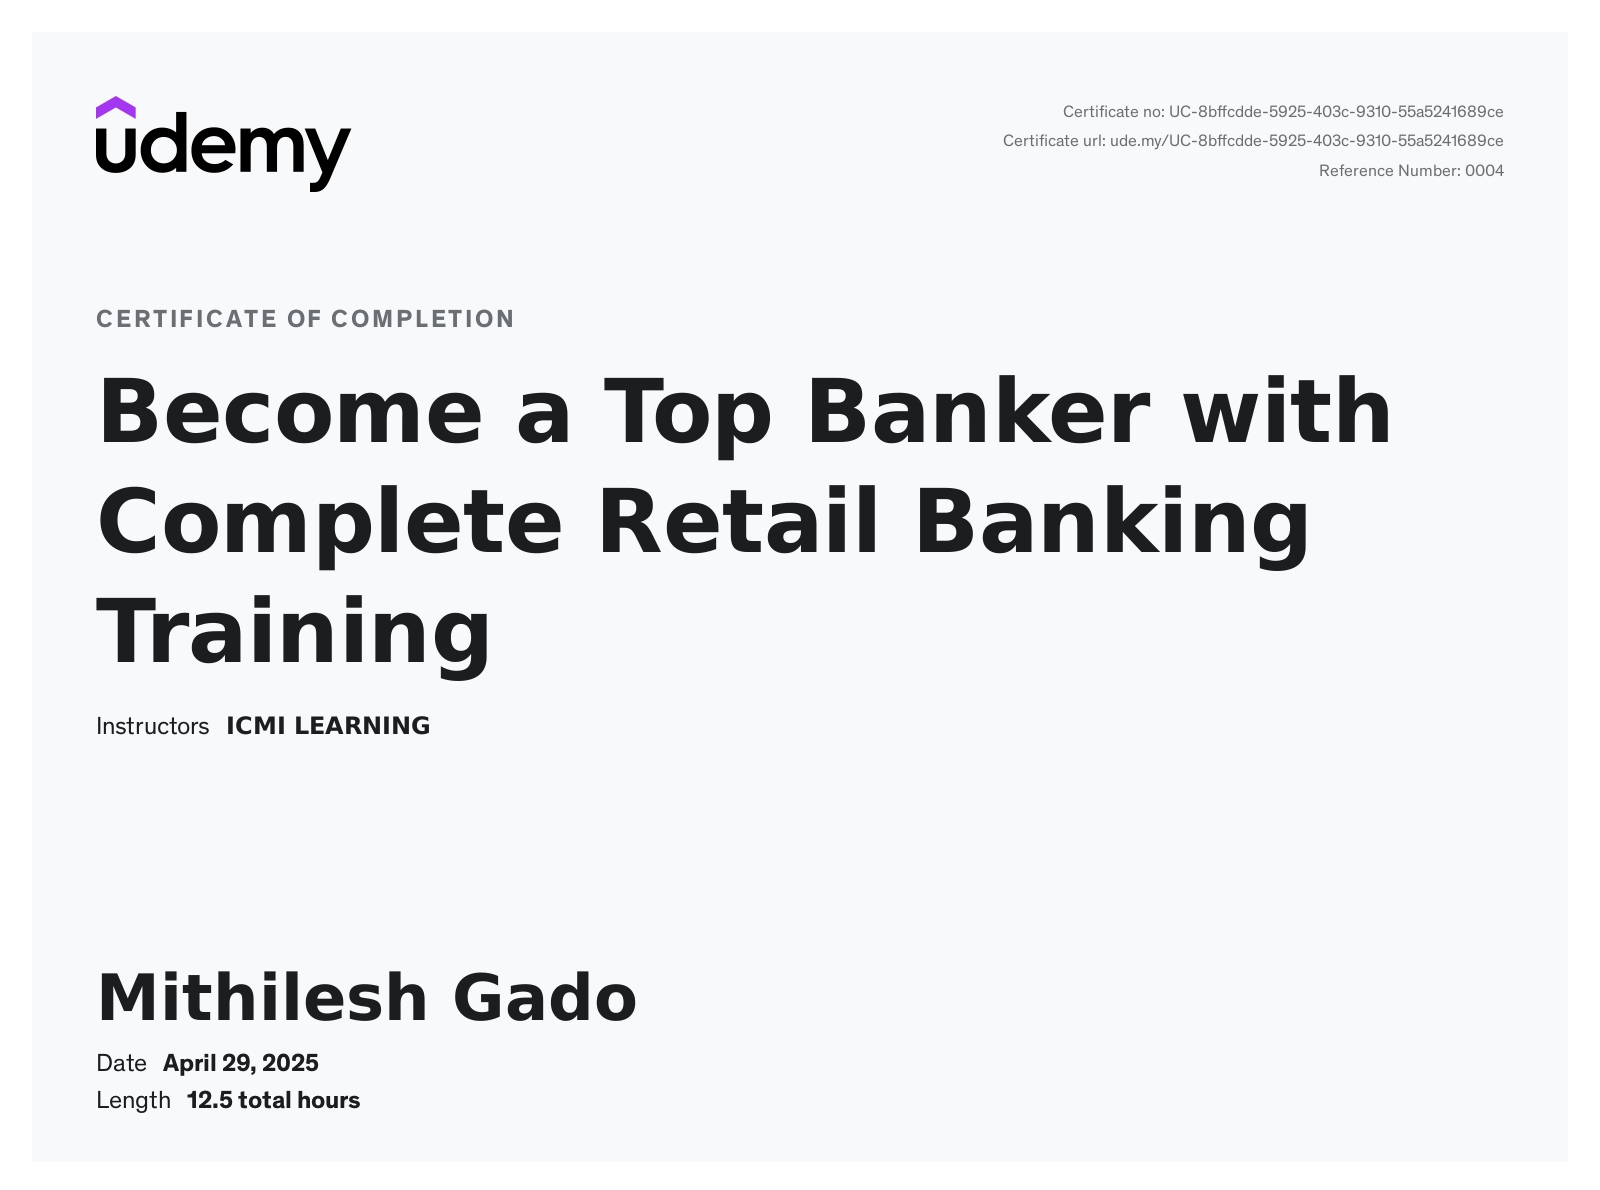 udemy
Certificate no: UC-8bffcdde-5925-403c-9310-55a5241689ce
Certificate url: ude.my/UC-8bffcdde-5925-403c-9310-55a5241689ce
Reference Number: 0004
CERTIFICATE OF COMPLETION
Become a Top Banker with
Complete Retail Banking
Training
Instructors ICMI LEARNING
Mithilesh Gado
Date April 29, 2025
Length 12.5 total hours